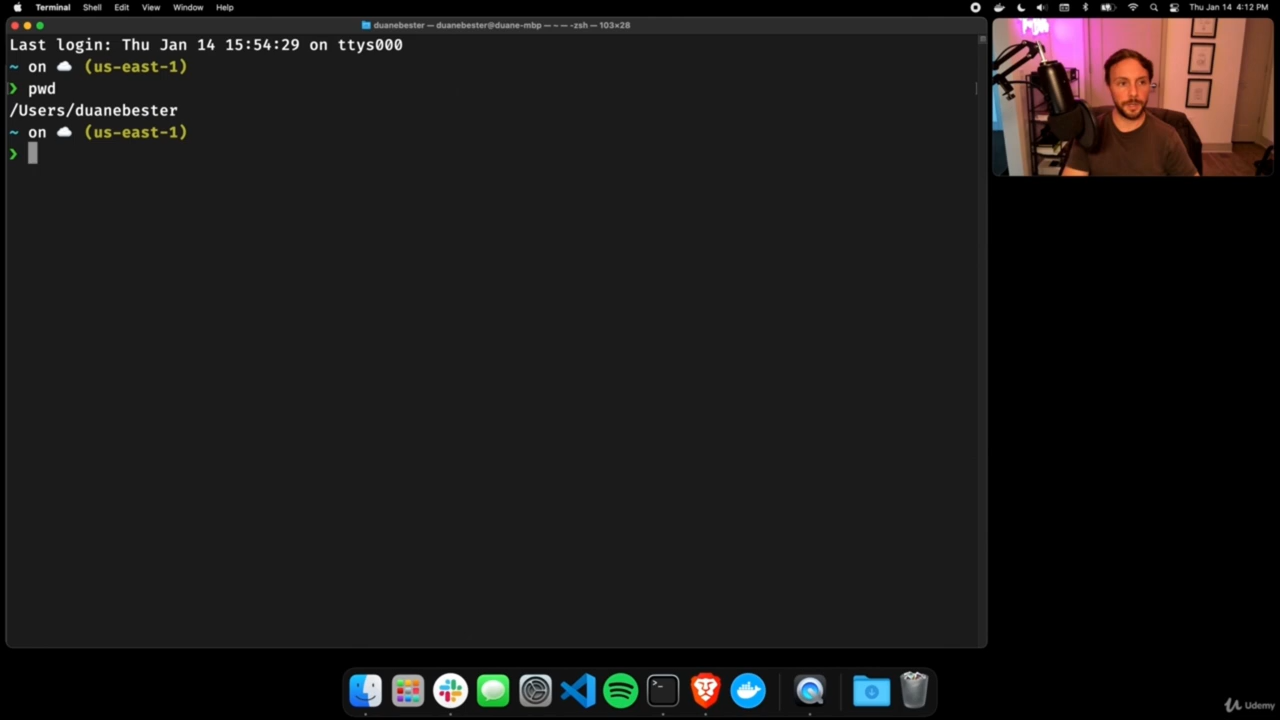 Terminal Shell Edit View Window Help
Thu Jan 14 4:12 PM
duanebester — duanebester@duane-mbp — ~ — -zsh — 103×28
Last login: Thu Jan 14 15:54:29 on ttys000
~ on ☁️ (us-east-1)
❯ pwd
/Users/duanebester
~ on ☁️ (us-east-1)
❯
Udemy